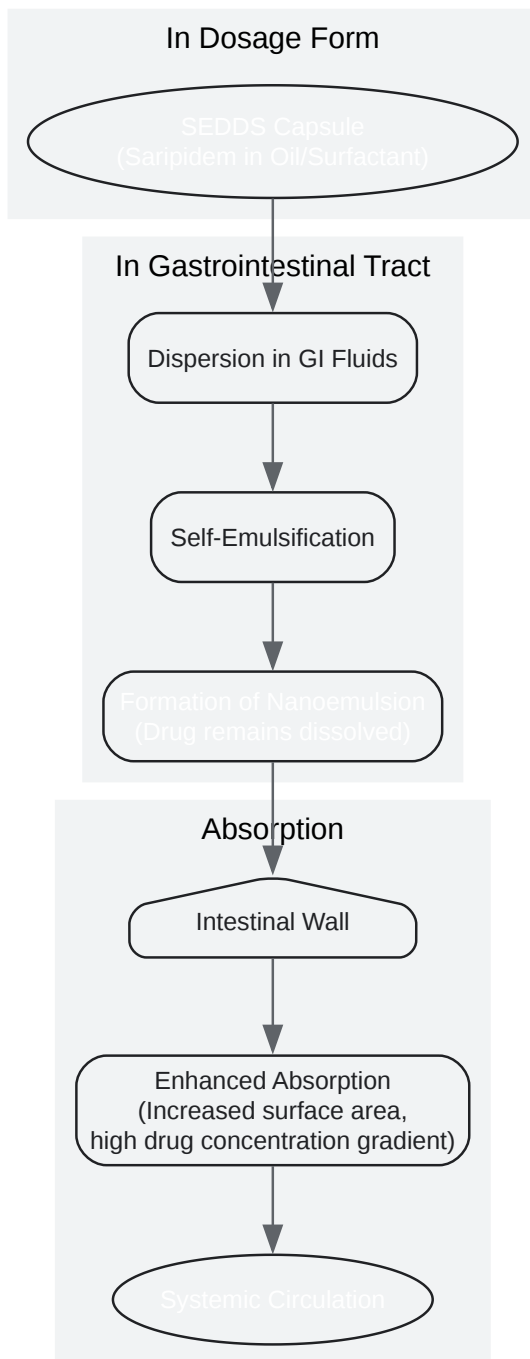 In Dosage Form
SEDDS Capsule
(Saripidem in Oil/Surfactant)
In Gastrointestinal Tract
Dispersion in GI Fluids
Self-Emulsification
Formation of Nanoemulsion
(Drug remains dissolved)
Absorption
Intestinal Wall
Enhanced Absorption
(Increased surface area,
high drug concentration gradient)
Systemic Circulation